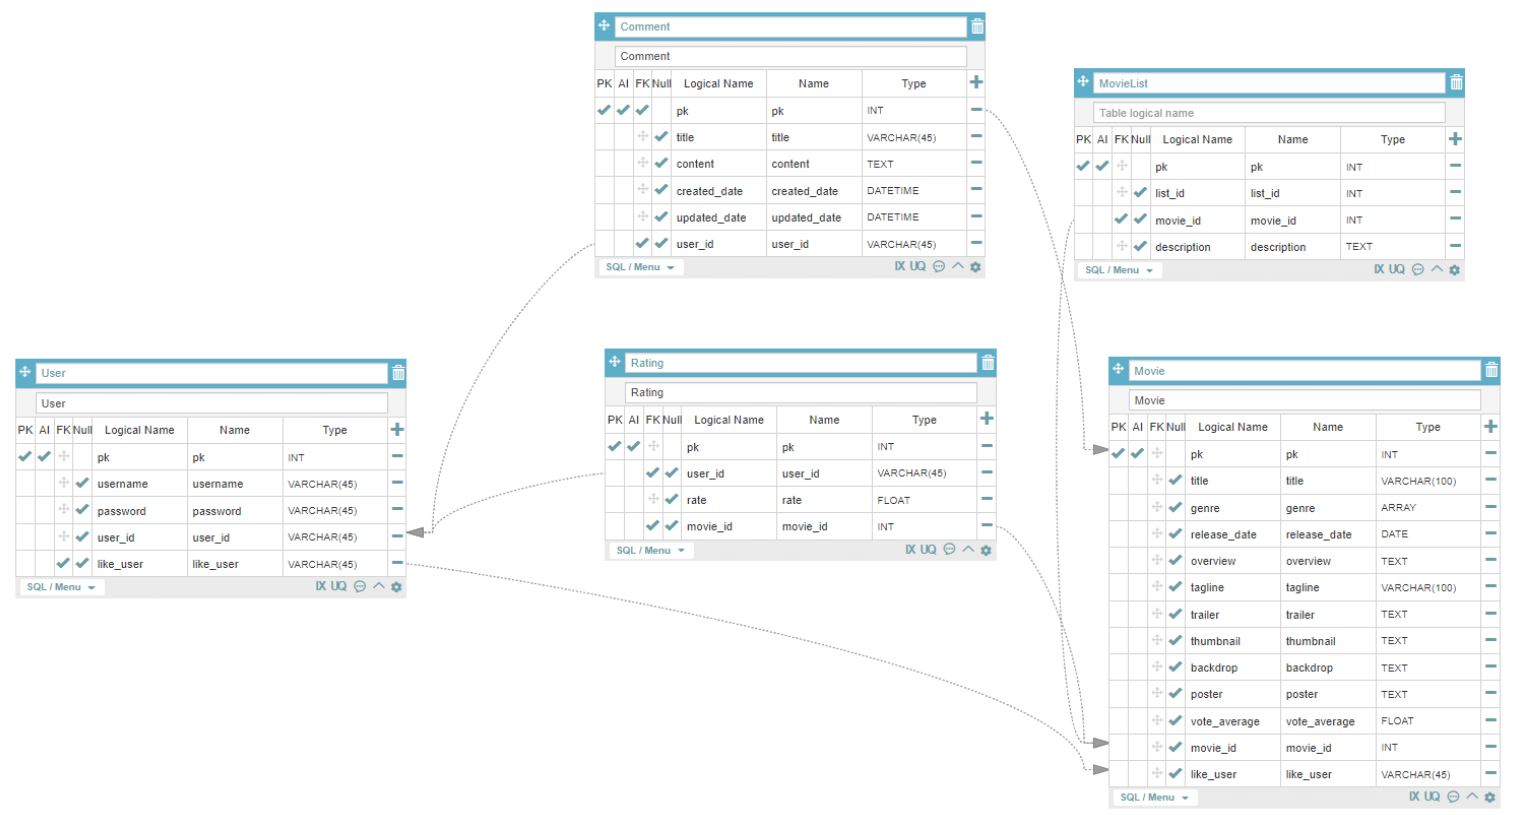 Comment
Comment
PK AI FK Null Logical Name Name Type
pk pk INT
title title VARCHAR(45)
content content TEXT
created_date created_date DATETIME
updated_date updated_date DATETIME
user_id user_id VARCHAR(45)
SQL / Menu IX UQ
MovieList
Table logical name
PK AI FK Null Logical Name Name Type
pk pk INT
list_id list_id INT
movie_id movie_id INT
description description TEXT
SQL / Menu IX UQ
User
User
PK AI FK Null Logical Name Name Type
pk pk INT
username username VARCHAR(45)
password password VARCHAR(45)
user_id user_id VARCHAR(45)
like_user like_user VARCHAR(45)
SQL / Menu IX UQ
Rating
Rating
PK AI FK Null Logical Name Name Type
pk pk INT
user_id user_id VARCHAR(45)
rate rate FLOAT
movie_id movie_id INT
SQL / Menu IX UQ
Movie
Movie
PK AI FK Null Logical Name Name Type
pk pk INT
title title VARCHAR(100)
genre genre ARRAY
release_date release_date DATE
overview overview TEXT
tagline tagline VARCHAR(100)
trailer trailer TEXT
thumbnail thumbnail TEXT
backdrop backdrop TEXT
poster poster TEXT
vote_average vote_average FLOAT
movie_id movie_id INT
like_user like_user VARCHAR(45)
SQL / Menu IX UQ